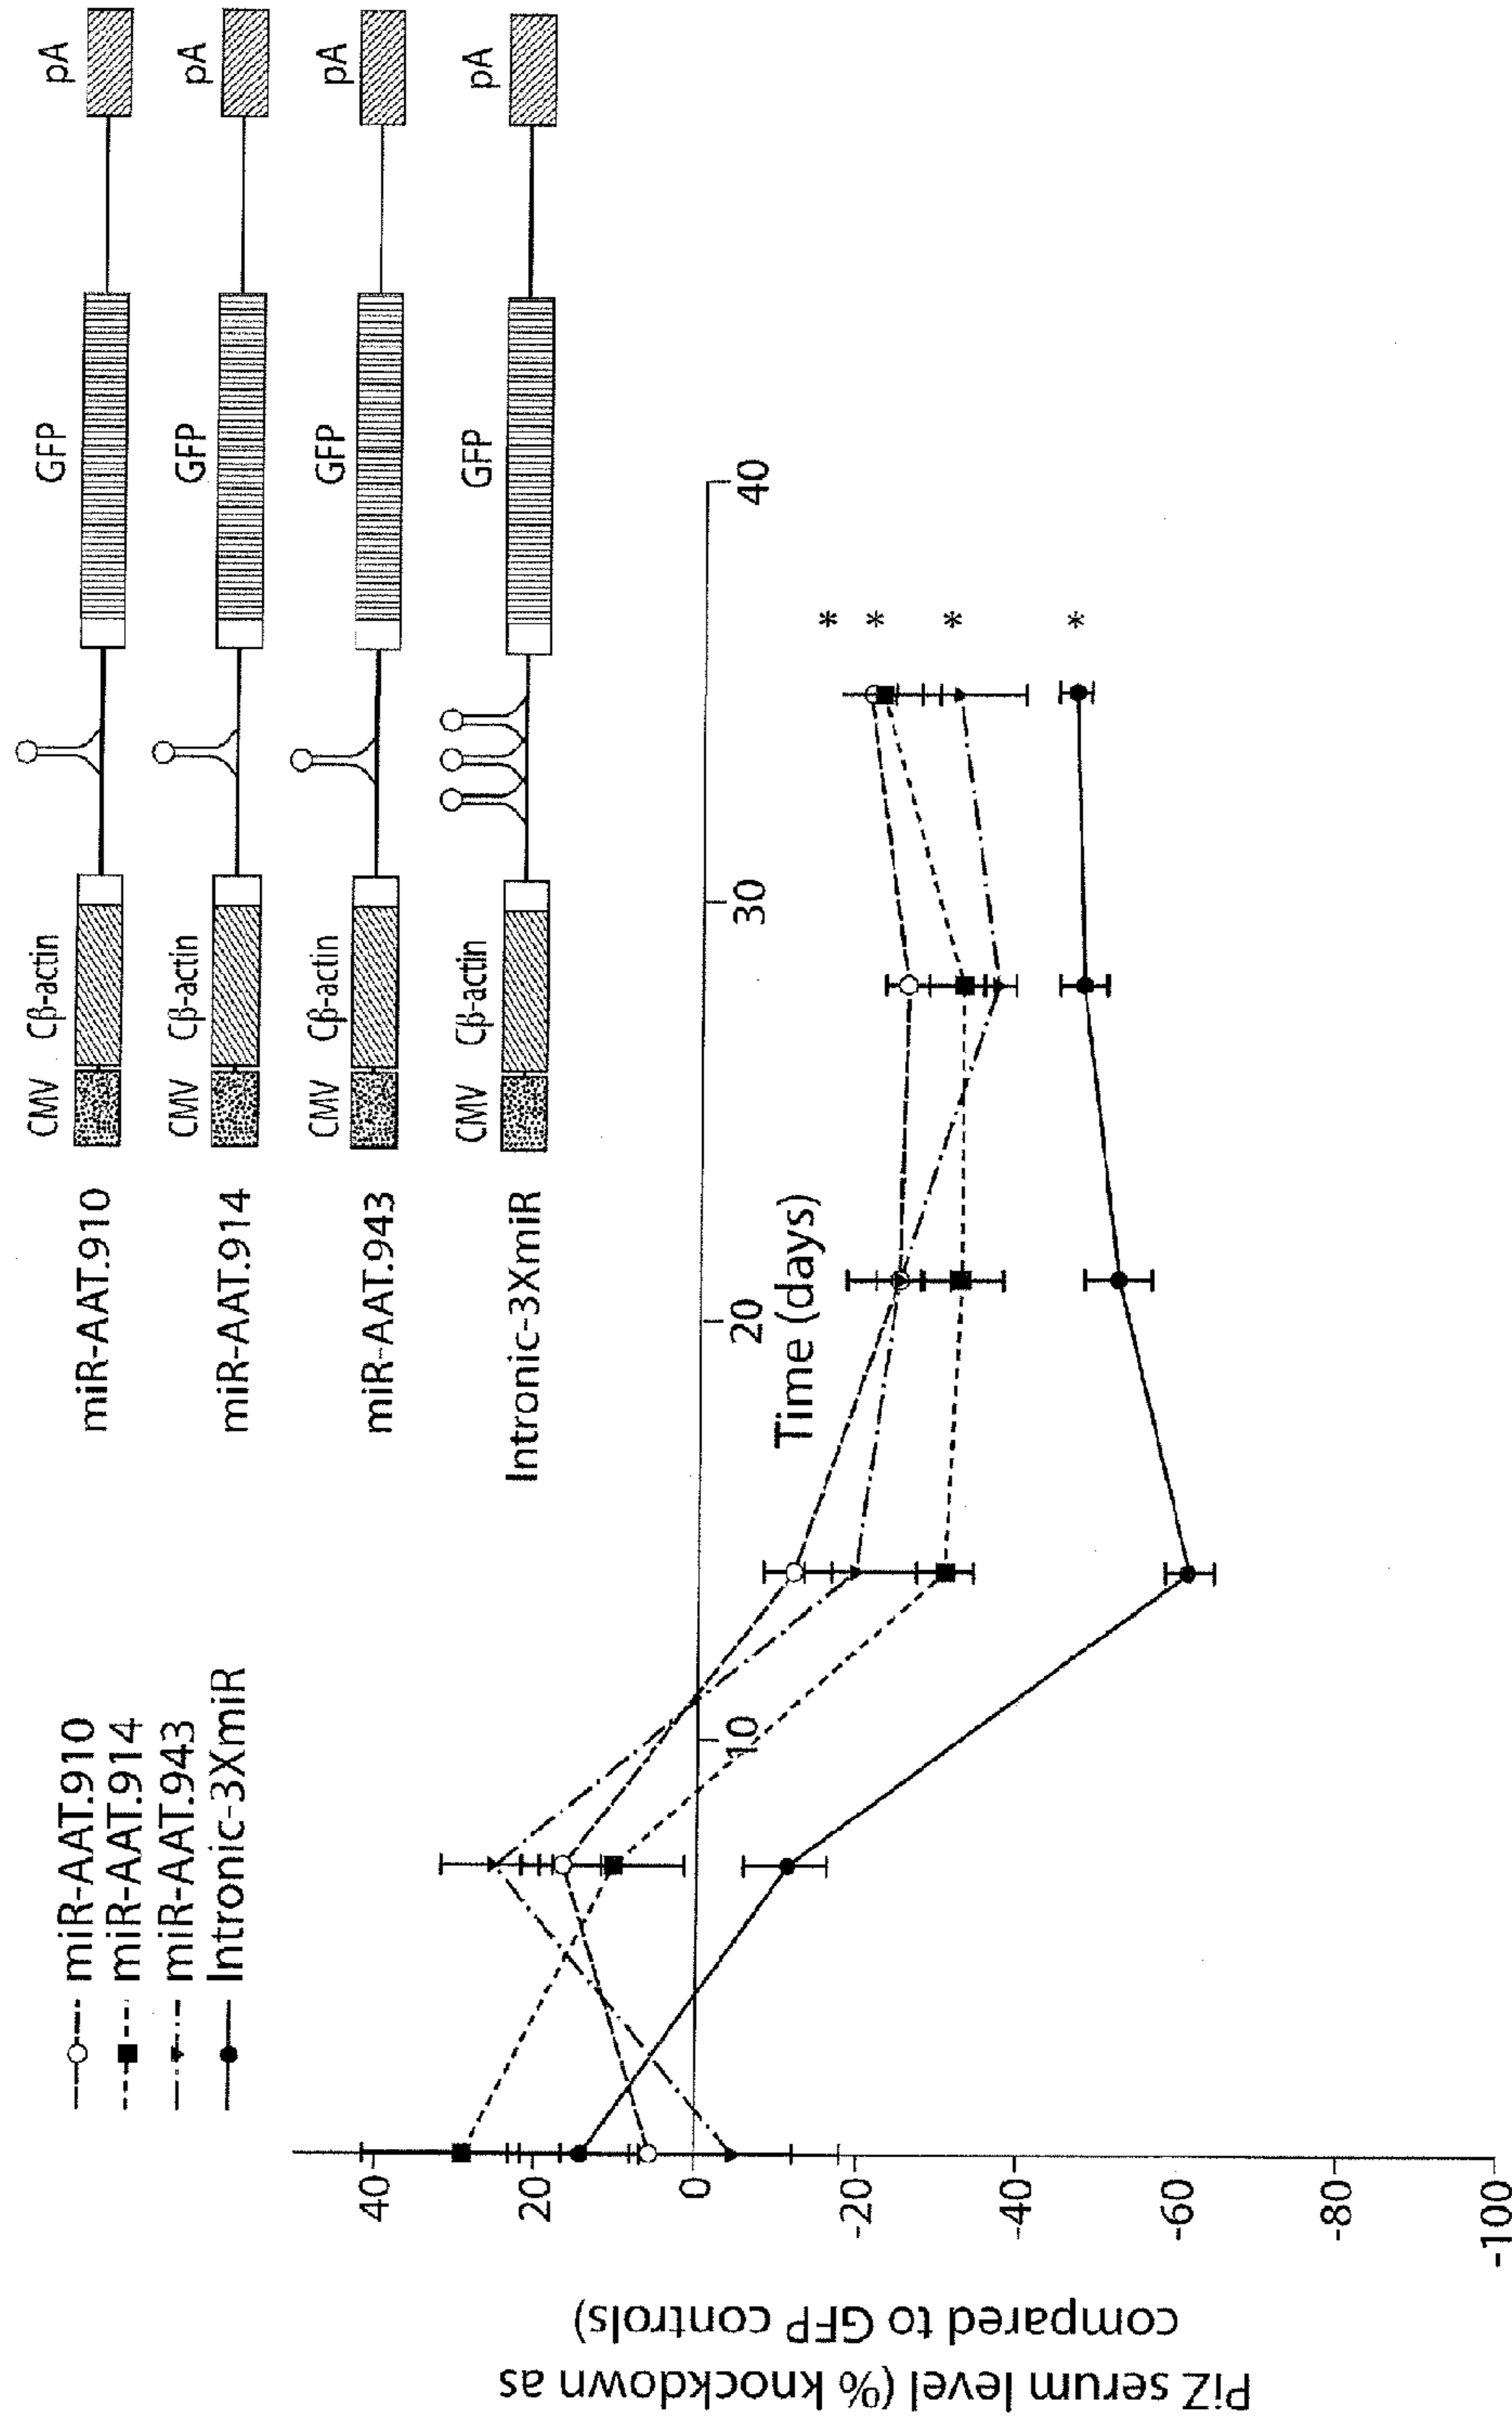 miR-AAT.910
miR-AAT.914
miR-AAT.943
Intronic-3XmiR
miR-AAT.910
CMV
Cβ-actin
GFP
pA
miR-AAT.914
CMV
Cβ-actin
GFP
pA
miR-AAT.943
CMV
Cβ-actin
GFP
pA
Intronic-3XmiR
CMV
Cβ-actin
GFP
pA
PiZ serum level (% knockdown as
compared to GFP controls)
40
20
0
-20
-40
-60
-80
-100
10
20
30
40
Time (days)
*
*
*
*